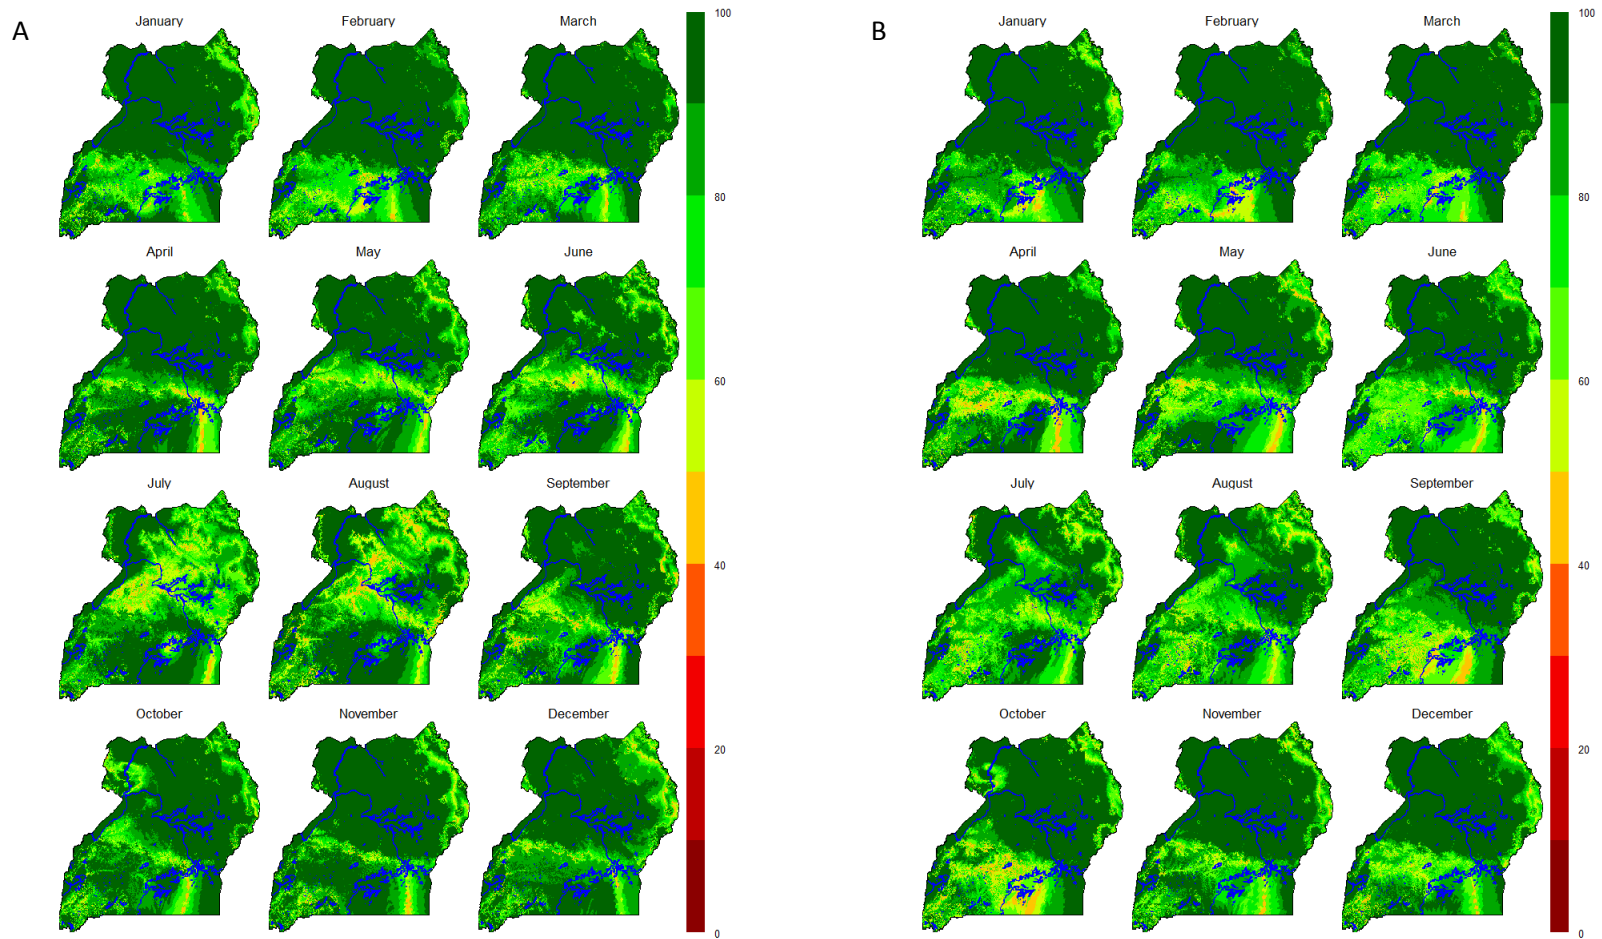 A
January February March
April May June
July August September
October November December
100
80
60
40
20
0
B
January February March
April May June
July August September
October November December
100
80
60
40
20
0